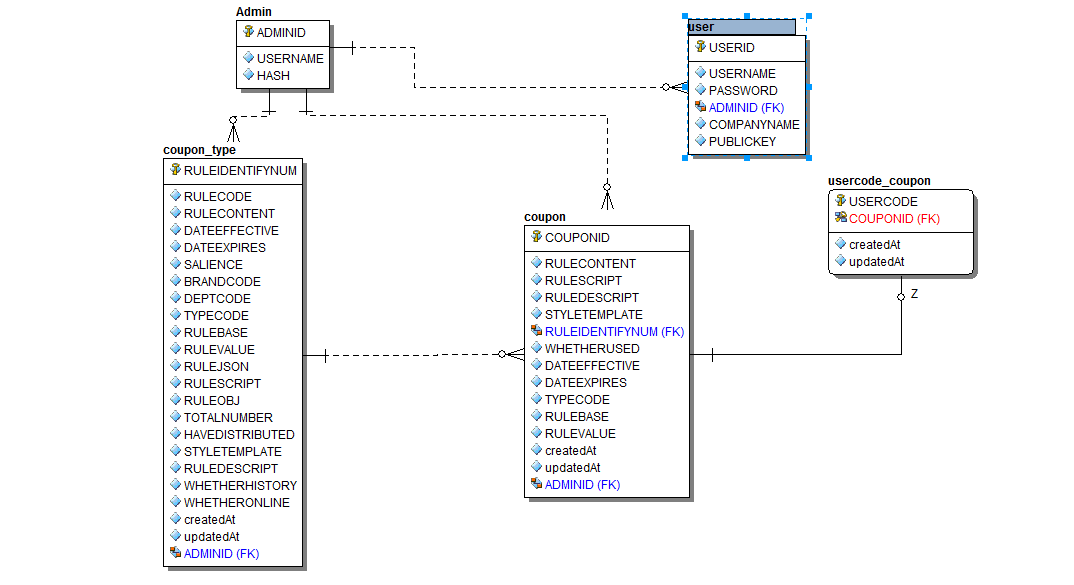 Admin
ADMINID
USERNAME
HASH
user
USERID
USERNAME
PASSWORD
ADMINID (FK)
COMPANYNAME
PUBLICKEY
coupon_type
RULEIDENTIFYNUM
RULECODE
RULECONTENT
DATEEFFECTIVE
DATEEXPIRES
SALIENCE
BRANDCODE
DEPTCODE
TYPECODE
RULEBASE
RULEVALUE
RULEJSON
RULESCRIPT
RULEOBJ
TOTALNUMBER
HAVEDISTRIBUTED
STYLETEMPLATE
RULEDESCRIPT
WHETHERHISTORY
WHETHERONLINE
createdAt
updatedAt
ADMINID (FK)
coupon
COUPONID
RULECONTENT
RULESCRIPT
RULEDESCRIPT
STYLETEMPLATE
RULEIDENTIFYNUM (FK)
WHETHERUSED
DATEEFFECTIVE
DATEEXPIRES
TYPECODE
RULEBASE
RULEVALUE
createdAt
updatedAt
ADMINID (FK)
usercode_coupon
USERCODE
COUPONID (FK)
createdAt
updatedAt
Z